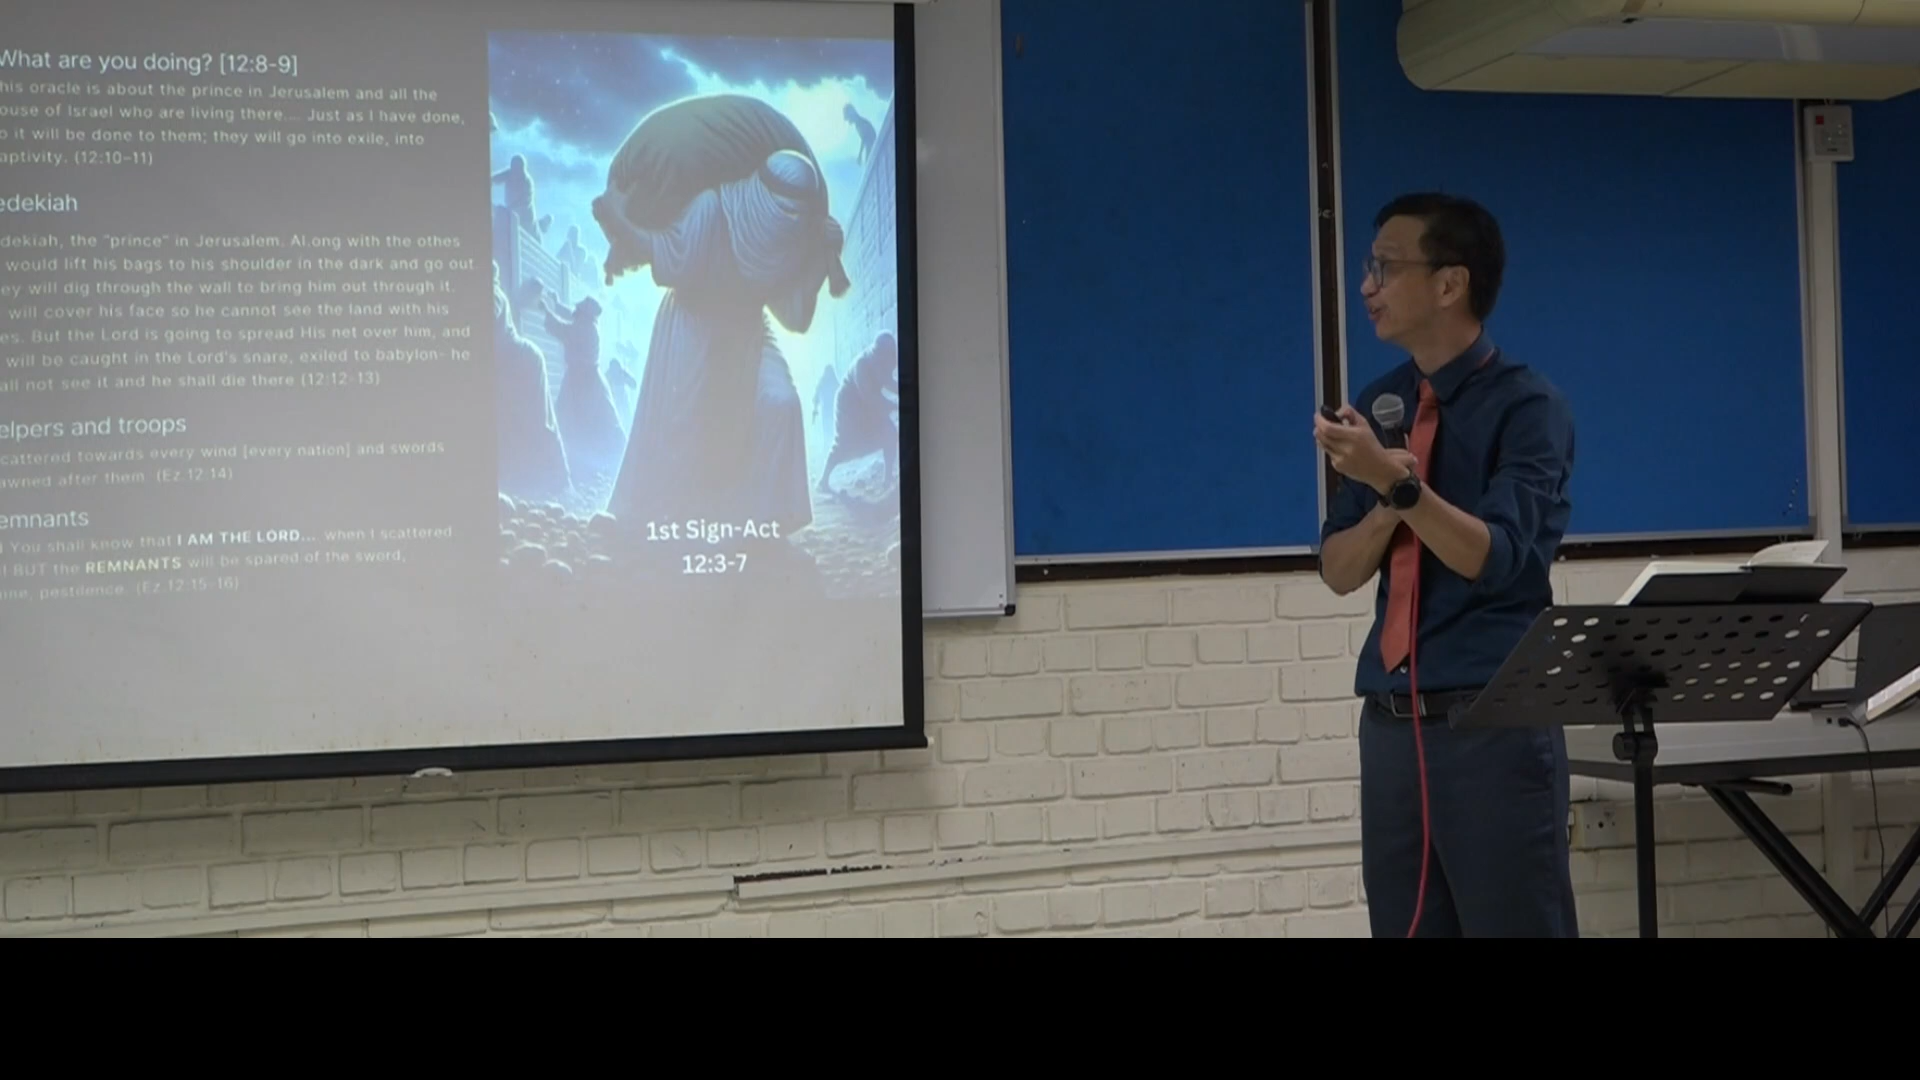 What are you doing? [12:8-9]
his oracle is about the prince in Jerusalem and all the
ouse of Israel who are living there.... Just as I have done,
o it will be done to them; they will go into exile, into
aptivity. (12:10-11)
edekiah
dekiah, the "prince" in Jerusalem. Al.ong with the othes
would lift his bags to his shoulder in the dark and go out
ey will dig through the wall to bring him out through it.
will cover his face so he cannot see the land with his
es. But the Lord is going to spread His net over him, and
will be caught in the Lord's snare, exiled to babylon- he
all not see it and he shall die there (12:12-13)
elpers and troops
cattered towards every wind [every nation] and swords
awned after them. (Ez.12:14)
emnants
You shall know that I AM THE LORD... when I scattered
! BUT the REMNANTS will be spared of the sword,
ine, pestilence. (Ez.12:15-16)
1st Sign-Act
12:3-7